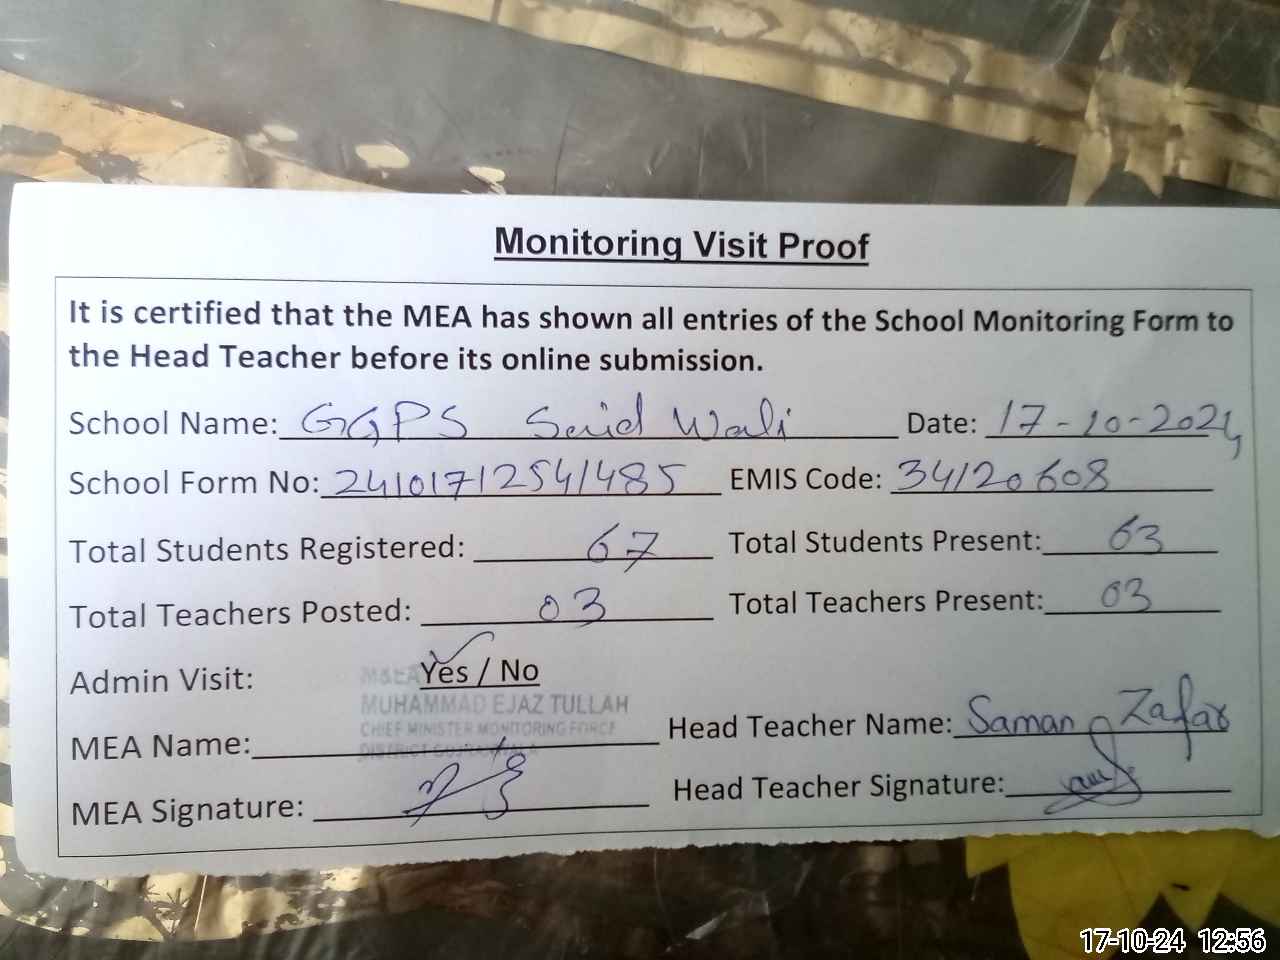 Monitoring Visit Proof
It is certified that the MEA has shown all entries of the School Monitoring Form to
the Head Teacher before its online submission.
School Name: GGPS Said Wali Date: 17-10-2024
School Form No: 24101712541485 EMIS Code: 34120608
Total Students Registered: 67 Total Students Present: 63
Total Teachers Posted: 03 Total Teachers Present: 03
Admin Visit: Yes / No
M&EA
MUHAMMAD EJAZ TULLAH
CHIEF MINISTER MONITORING FORCE
DISTRICT
MEA Name: Head Teacher Name: Saman Zafar
MEA Signature: Head Teacher Signature:
17-10-24 12:56